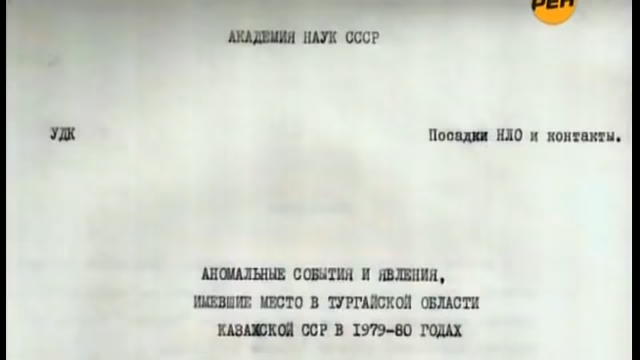 РЕН
АКАДЕМИЯ НАУК СССР
УДК
Посадки НЛО и контакты.
АНОМАЛЬНЫЕ СОБЫТИЯ И ЯВЛЕНИЯ,
ИМЕВШИЕ МЕСТО В ТУРГАЙСКОЙ ОБЛАСТИ
КАЗАХСКОЙ ССР В 1979-80 ГОДАХ